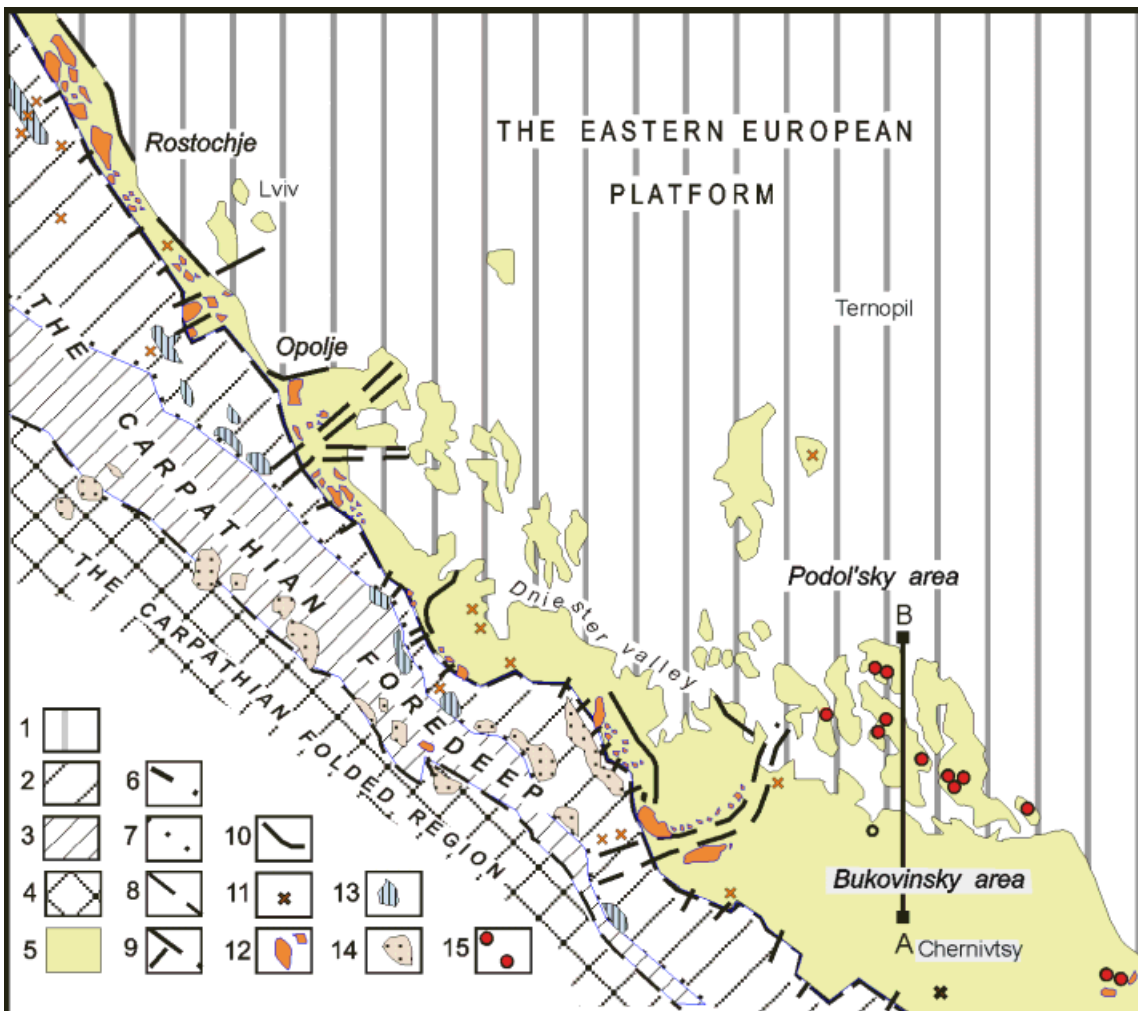 THE EASTERN EUROPEAN
PLATFORM
Rostochje
Lviv
Ternopil
Opolje
THE CARPATHIAN FOREDEEP
THE CARPATHIAN FOLDED REGION
Dniester valley
Podol'sky area
B
Bukovinsky area
A Chernivtsy
1
2 6
3 7 10
4 8 11 13
5 9 12 14 15